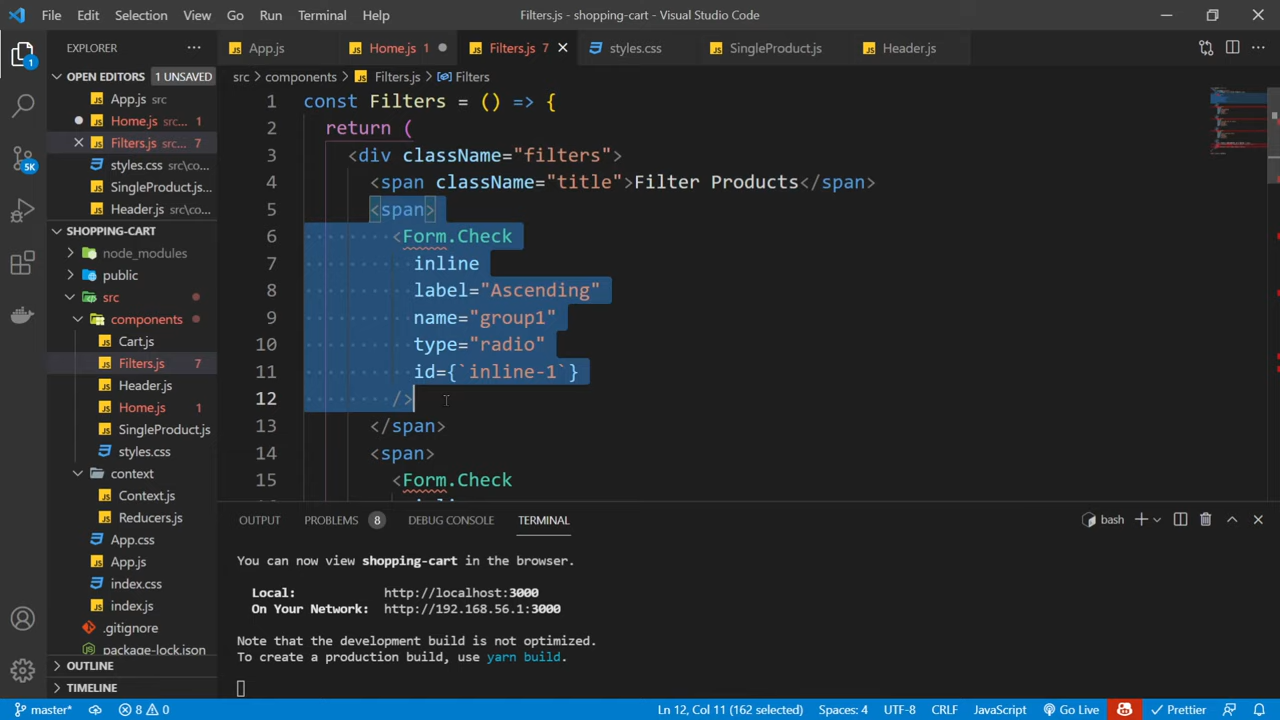 File Edit Selection View Go Run Terminal Help Filters.js - shopping-cart - Visual Studio Code
EXPLORER
OPEN EDITORS 1 UNSAVED
App.js src
Home.js src\co... 1
Filters.js src... 7
styles.css src\co...
SingleProduct.js...
Header.js src\co...
SHOPPING-CART
node_modules
public
src
components
Cart.js
Filters.js 7
Header.js
Home.js 1
SingleProduct.js
styles.css
context
Context.js
Reducers.js
App.css
App.js
index.css
index.js
.gitignore
package-lock.json
OUTLINE
TIMELINE
1
5K
App.js Home.js 1 Filters.js 7 styles.css SingleProduct.js Header.js
src > components > Filters.js > Filters
1 const Filters = () => {
2 return (
3 <div className="filters">
4 <span className="title">Filter Products</span>
5 <span>
6 <Form.Check
7 inline
8 label="Ascending"
9 name="group1"
10 type="radio"
11 id={`inline-1`}
12 />
13 </span>
14 <span>
15 <Form.Check
OUTPUT PROBLEMS 8 DEBUG CONSOLE TERMINAL bash
You can now view shopping-cart in the browser.
Local: http://localhost:3000
On Your Network: http://192.168.56.1:3000
Note that the development build is not optimized.
To create a production build, use yarn build.
master* 8 0 Ln 12, Col 11 (162 selected) Spaces: 4 UTF-8 CRLF JavaScript Go Live Prettier